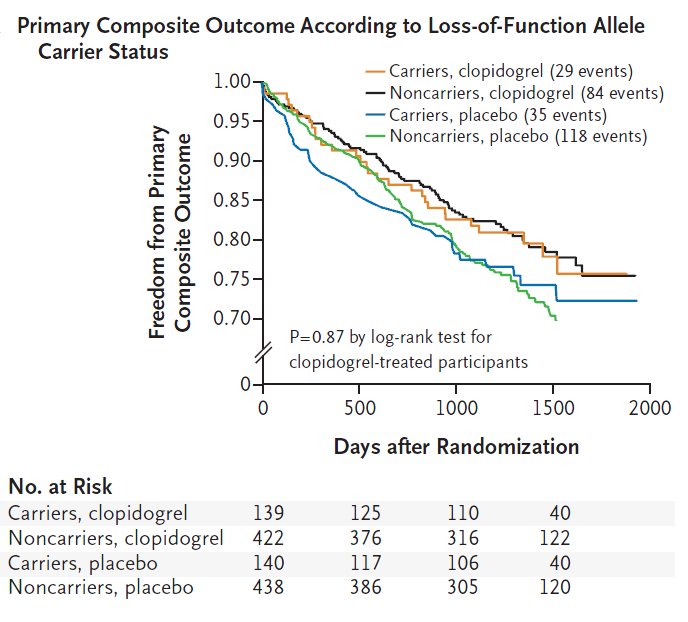 Primary Composite Outcome According to Loss-of-Function Allele
Carrier Status
Carriers, clopidogrel (29 events)
Noncarriers, clopidogrel (84 events)
Carriers, placebo (35 events)
Noncarriers, placebo (118 events)
Freedom from Primary
Composite Outcome
1.00
0.95
0.90
0.85
0.80
0.75
0.70
0
P=0.87 by log-rank test for
clopidogrel-treated participants
0 500 1000 1500 2000
Days after Randomization
No. at Risk
Carriers, clopidogrel 139 125 110 40
Noncarriers, clopidogrel 422 376 316 122
Carriers, placebo 140 117 106 40
Noncarriers, placebo 438 386 305 120